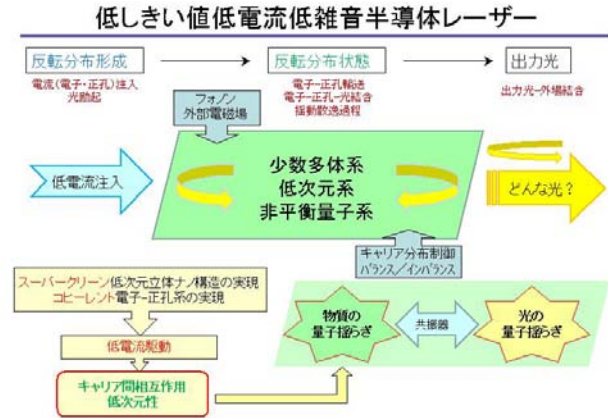 低しきい値低電流低雑音半導体レーザー
反転分布形成
反転分布状態
出力光
電流(電子・正孔)注入
光励起
電子−正孔輸送
電子−正孔−光結合
揺動散逸過程
出力光−外場結合
フォノン
外部電磁場
低電流注入
少数多体系
低次元系
非平衡量子系
どんな光?
キャリア分布制御
バランス/インバランス
スーパークリーン低次元立体ナノ構造の実現
コヒーレント電子−正孔系の実現
物質の
量子揺らぎ
共振器
光の
量子揺らぎ
低電流駆動
キャリア間相互作用
低次元性